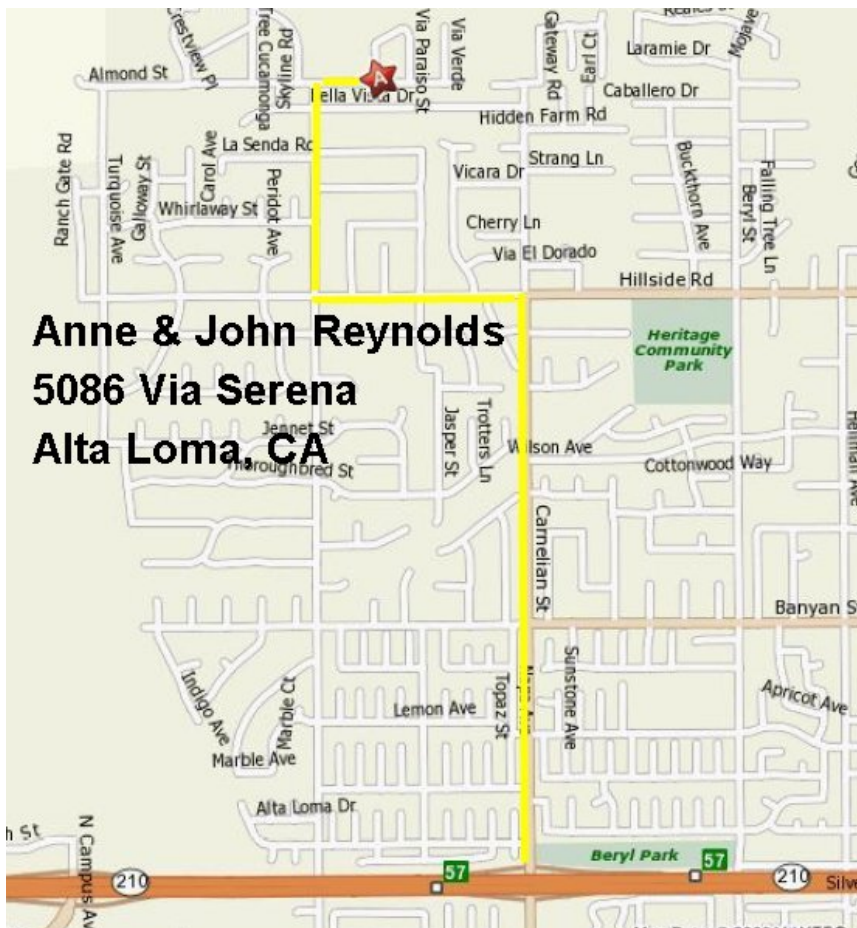 Crestview Pl
Tree Cucamonga
Skyline Rd
Via Paraiso St
Via Verde
Gateway Rd
Earl Ct
Laramie Dr
Mojave
Almond St
A
Bella Vista Dr
Caballero Dr
Hidden Farm Rd
La Senda Rd
Carol Ave
Strang Ln
Vicara Dr
Buckthorn Ave
Falling Tree Ln
Beryl St
Ranch Gate Rd
Turquoise Ave
Galloway St
Peridot Ave
Whirlaway St
Cherry Ln
Via El Dorado
Hillside Rd
Anne & John Reynolds
5086 Via Serena
Alta Loma, CA
Heritage
Community
Park
Jennet St
Thoroughbred St
Jasper St
Trotters Ln
Wilson Ave
Cottonwood Way
Hellman Ave
Carnelian St
Banyan S
Indigo Ave
Marble Ct
Marble Ave
Lemon Ave
Topaz St
Sunstone Ave
Apricot Ave
Alta Loma Dr
N Campus Av
h St
Beryl Park
57
57
210
210
Silve